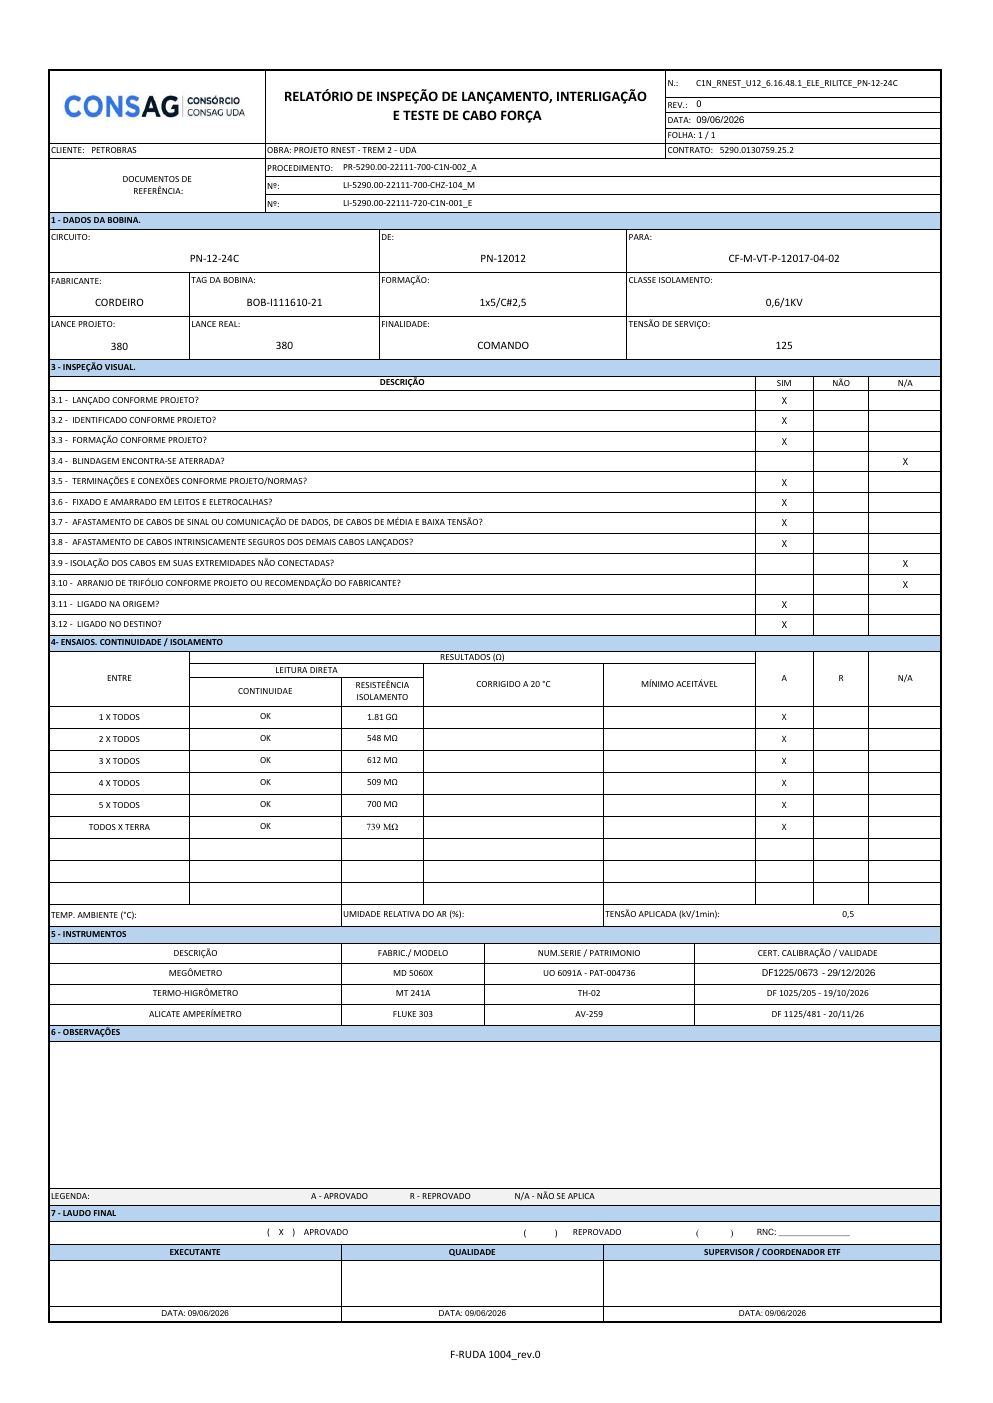 CONSAG CONSÓRCIO CONSAG UDA
RELATÓRIO DE INSPEÇÃO DE LANÇAMENTO, INTERLIGAÇÃO
E TESTE DE CABO FORÇA
N.: C1N_RNEST_U12_6.16.48.1_ELE_RILITCE_PN-12-24C
REV.: 0
DATA: 09/06/2026
FOLHA: 1 / 1
CLIENTE: PETROBRAS OBRA: PROJETO RNEST - TREM 2 - UDA CONTRATO: 5290.0130759.25.2
DOCUMENTOS DE
REFERÊNCIA:
PROCEDIMENTO: PR-5290.00-22111-700-C1N-002_A
Nº: LI-5290.00-22111-700-CHZ-104_M
Nº: LI-5290.00-22111-720-C1N-001_E
1 - DADOS DA BOBINA.
CIRCUITO: DE: PARA:
PN-12-24C PN-12012 CF-M-VT-P-12017-04-02
FABRICANTE: TAG DA BOBINA: FORMAÇÃO: CLASSE ISOLAMENTO:
CORDEIRO BOB-I111610-21 1x5/C#2,5 0,6/1KV
LANCE PROJETO: LANCE REAL: FINALIDADE: TENSÃO DE SERVIÇO:
380 380 COMANDO 125
3 - INSPEÇÃO VISUAL.
DESCRIÇÃO SIM NÃO N/A
3.1 - LANÇADO CONFORME PROJETO? X
3.2 - IDENTIFICADO CONFORME PROJETO? X
3.3 - FORMAÇÃO CONFORME PROJETO? X
3.4 - BLINDAGEM ENCONTRA-SE ATERRADA? X
3.5 - TERMINAÇÕES E CONEXÕES CONFORME PROJETO/NORMAS? X
3.6 - FIXADO E AMARRADO EM LEITOS E ELETROCALHAS? X
3.7 - AFASTAMENTO DE CABOS DE SINAL OU COMUNICAÇÃO DE DADOS, DE CABOS DE MÉDIA E BAIXA TENSÃO? X
3.8 - AFASTAMENTO DE CABOS INTRINSICAMENTE SEGUROS DOS DEMAIS CABOS LANÇADOS? X
3.9 - ISOLAÇÃO DOS CABOS EM SUAS EXTREMIDADES NÃO CONECTADAS? X
3.10 - ARRANJO DE TRIFÓLIO CONFORME PROJETO OU RECOMENDAÇÃO DO FABRICANTE? X
3.11 - LIGADO NA ORIGEM? X
3.12 - LIGADO NO DESTINO? X
4- ENSAIOS. CONTINUIDADE / ISOLAMENTO
ENTRE RESULTADOS (Ω) A R N/A
LEITURA DIRETA CORRIGIDO A 20 °C MÍNIMO ACEITÁVEL
CONTINUIDAE RESISTEÊNCIA
ISOLAMENTO
1 X TODOS OK 1.81 GΩ X
2 X TODOS OK 548 MΩ X
3 X TODOS OK 612 MΩ X
4 X TODOS OK 509 MΩ X
5 X TODOS OK 700 MΩ X
TODOS X TERRA OK 739 MΩ X
TEMP. AMBIENTE (°C): UMIDADE RELATIVA DO AR (%): TENSÃO APLICADA (kV/1min): 0,5
5 - INSTRUMENTOS
DESCRIÇÃO FABRIC./ MODELO NUM.SERIE / PATRIMONIO CERT. CALIBRAÇÃO / VALIDADE
MEGÔMETRO MD 5060X UO 6091A - PAT-004736 DF1225/0673 - 29/12/2026
TERMO-HIGRÔMETRO MT 241A TH-02 DF 1025/205 - 19/10/2026
ALICATE AMPERÍMETRO FLUKE 303 AV-259 DF 1125/481 - 20/11/26
6 - OBSERVAÇÕES
LEGENDA: A - APROVADO R - REPROVADO N/A - NÃO SE APLICA
7 - LAUDO FINAL
( X ) APROVADO ( ) REPROVADO ( ) RNC: _______________
EXECUTANTE QUALIDADE SUPERVISOR / COORDENADOR ETF
DATA: 09/06/2026 DATA: 09/06/2026 DATA: 09/06/2026
F-RUDA 1004_rev.0